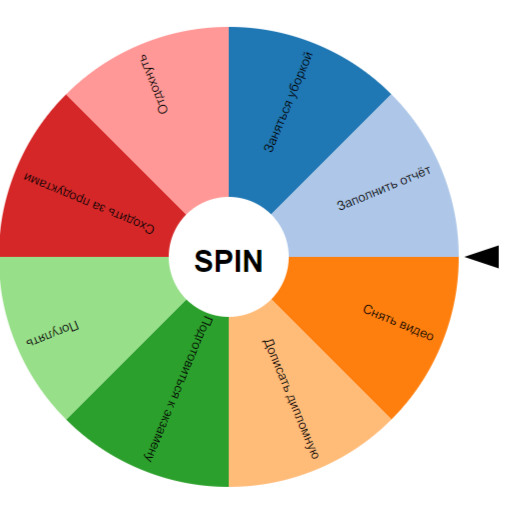 Заняться уборкой
Заполнить отчёт
Снять видео
Дописать дипломную
Подготовиться к экзамену
Погулять
Сходить за продуктами
Отдохнуть
SPIN